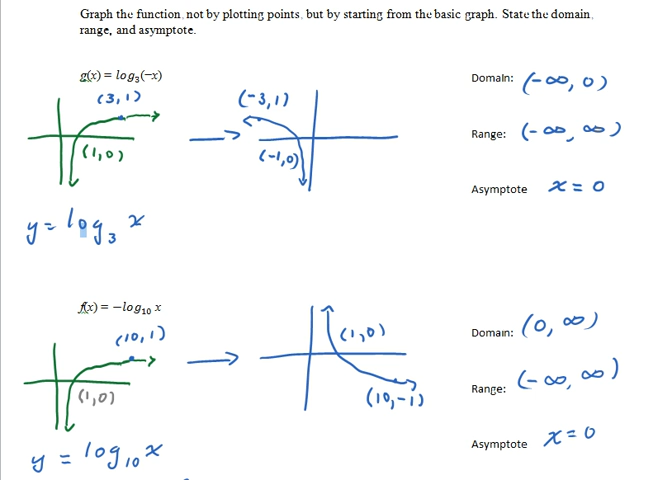 Graph the function, not by plotting points, but by starting from the basic graph. State the domain,
range, and asymptote.
g(x) = log₃(−x)
(3,1)
(1,0)
y = log₃ x
(-3,1)
(-1,0)
Domain: (-∞, 0)
Range: (-∞, ∞)
Asymptote x = 0
f(x) = −log₁₀ x
(10,1)
(1,0)
y = log₁₀ x
(1,0)
(10,-1)
Domain: (0, ∞)
Range: (-∞, ∞)
Asymptote x = 0